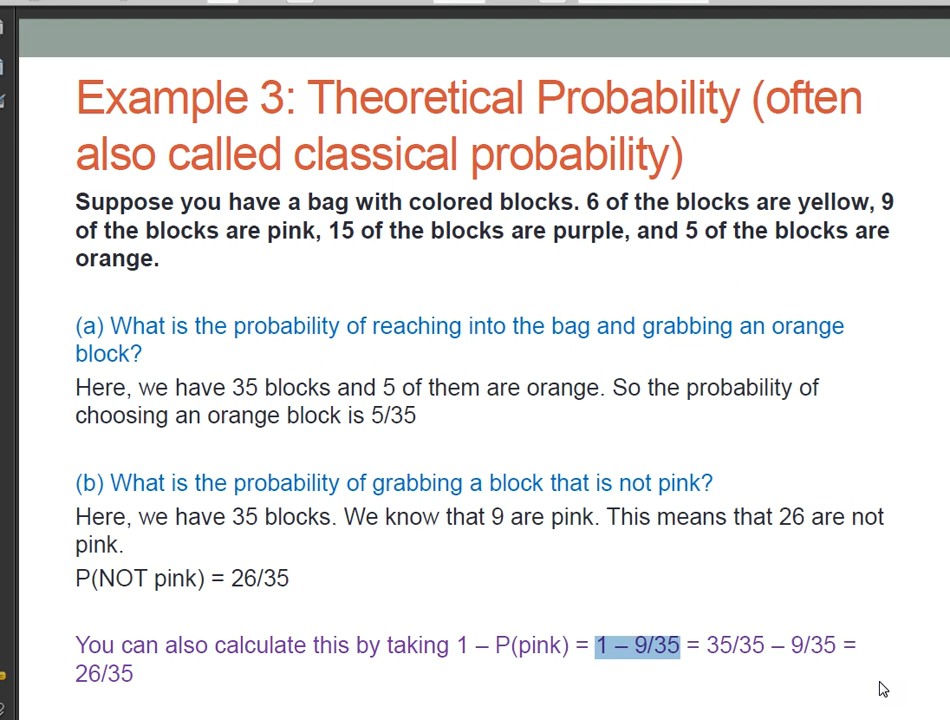 Example 3: Theoretical Probability (often
also called classical probability)
Suppose you have a bag with colored blocks. 6 of the blocks are yellow, 9
of the blocks are pink, 15 of the blocks are purple, and 5 of the blocks are
orange.
(a) What is the probability of reaching into the bag and grabbing an orange
block?
Here, we have 35 blocks and 5 of them are orange. So the probability of
choosing an orange block is 5/35
(b) What is the probability of grabbing a block that is not pink?
Here, we have 35 blocks. We know that 9 are pink. This means that 26 are not
pink.
P(NOT pink) = 26/35
You can also calculate this by taking 1 – P(pink) = 1 – 9/35 = 35/35 – 9/35 =
26/35